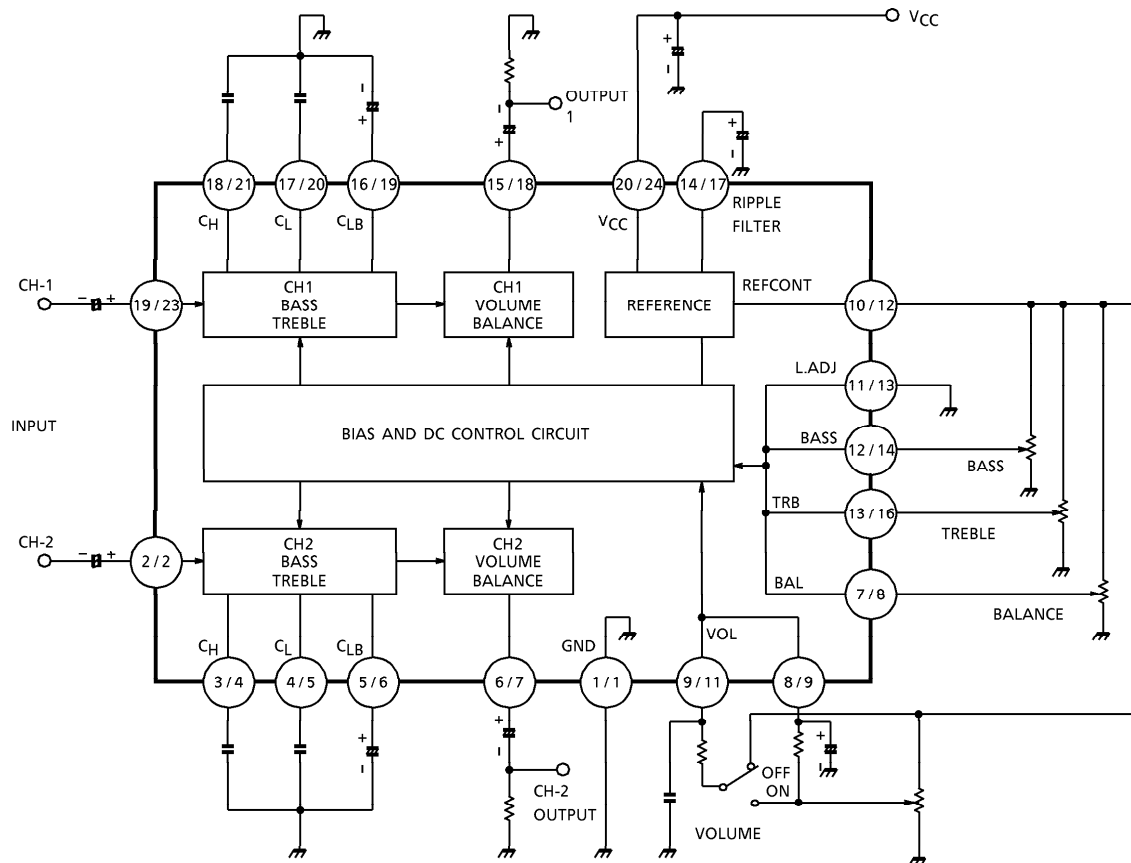 VCC
OUTPUT
1
18 / 21
17 / 20
16 / 19
15 / 18
20 / 24
14 / 17
CH
CL
CLB
VCC
RIPPLE
FILTER
CH-1
19 / 23
CH1
BASS
TREBLE
CH1
VOLUME
BALANCE
REFERENCE
REFCONT
10 / 12
L.ADJ
11 / 13
INPUT
BIAS AND DC CONTROL CIRCUIT
BASS
12 / 14
BASS
TRB
13 / 16
TREBLE
CH-2
2 / 2
CH2
BASS
TREBLE
CH2
VOLUME
BALANCE
BAL
7 / 8
BALANCE
CH
CL
CLB
GND
VOL
3 / 4
4 / 5
5 / 6
6 / 7
1 / 1
9 / 11
8 / 9
OFF
ON
CH-2
OUTPUT
VOLUME